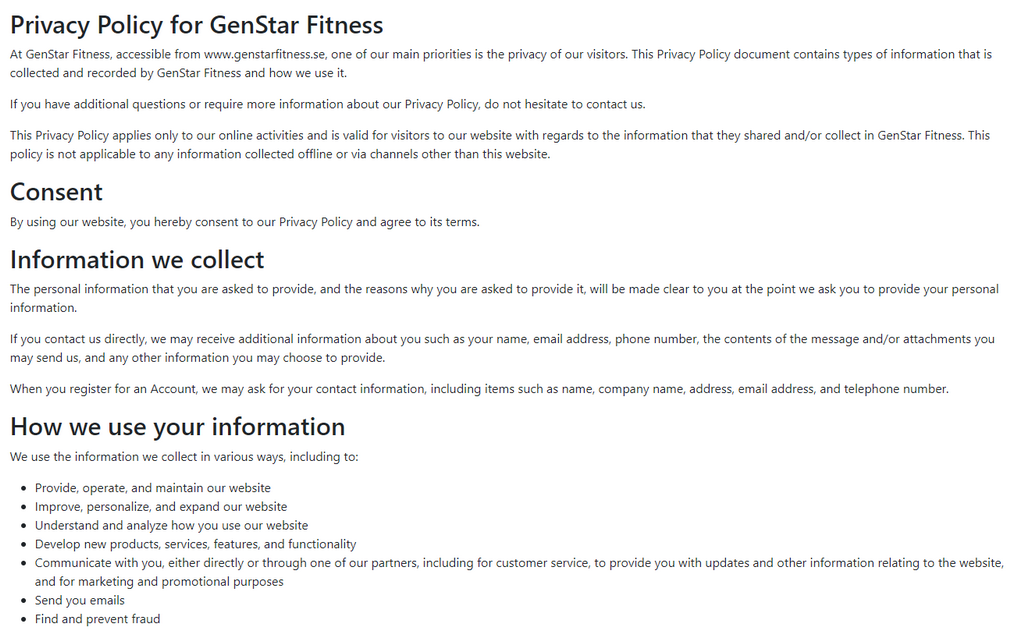 Privacy Policy for GenStar Fitness
At GenStar Fitness, accessible from www.genstarfitness.se, one of our main priorities is the privacy of our visitors. This Privacy Policy document contains types of information that is
collected and recorded by GenStar Fitness and how we use it.
If you have additional questions or require more information about our Privacy Policy, do not hesitate to contact us.
This Privacy Policy applies only to our online activities and is valid for visitors to our website with regards to the information that they shared and/or collect in GenStar Fitness. This
policy is not applicable to any information collected offline or via channels other than this website.
Consent
By using our website, you hereby consent to our Privacy Policy and agree to its terms.
Information we collect
The personal information that you are asked to provide, and the reasons why you are asked to provide it, will be made clear to you at the point we ask you to provide your personal
information.
If you contact us directly, we may receive additional information about you such as your name, email address, phone number, the contents of the message and/or attachments you
may send us, and any other information you may choose to provide.
When you register for an Account, we may ask for your contact information, including items such as name, company name, address, email address, and telephone number.
How we use your information
We use the information we collect in various ways, including to:
• Provide, operate, and maintain our website
• Improve, personalize, and expand our website
• Understand and analyze how you use our website
• Develop new products, services, features, and functionality
• Communicate with you, either directly or through one of our partners, including for customer service, to provide you with updates and other information relating to the website,
and for marketing and promotional purposes
• Send you emails
• Find and prevent fraud